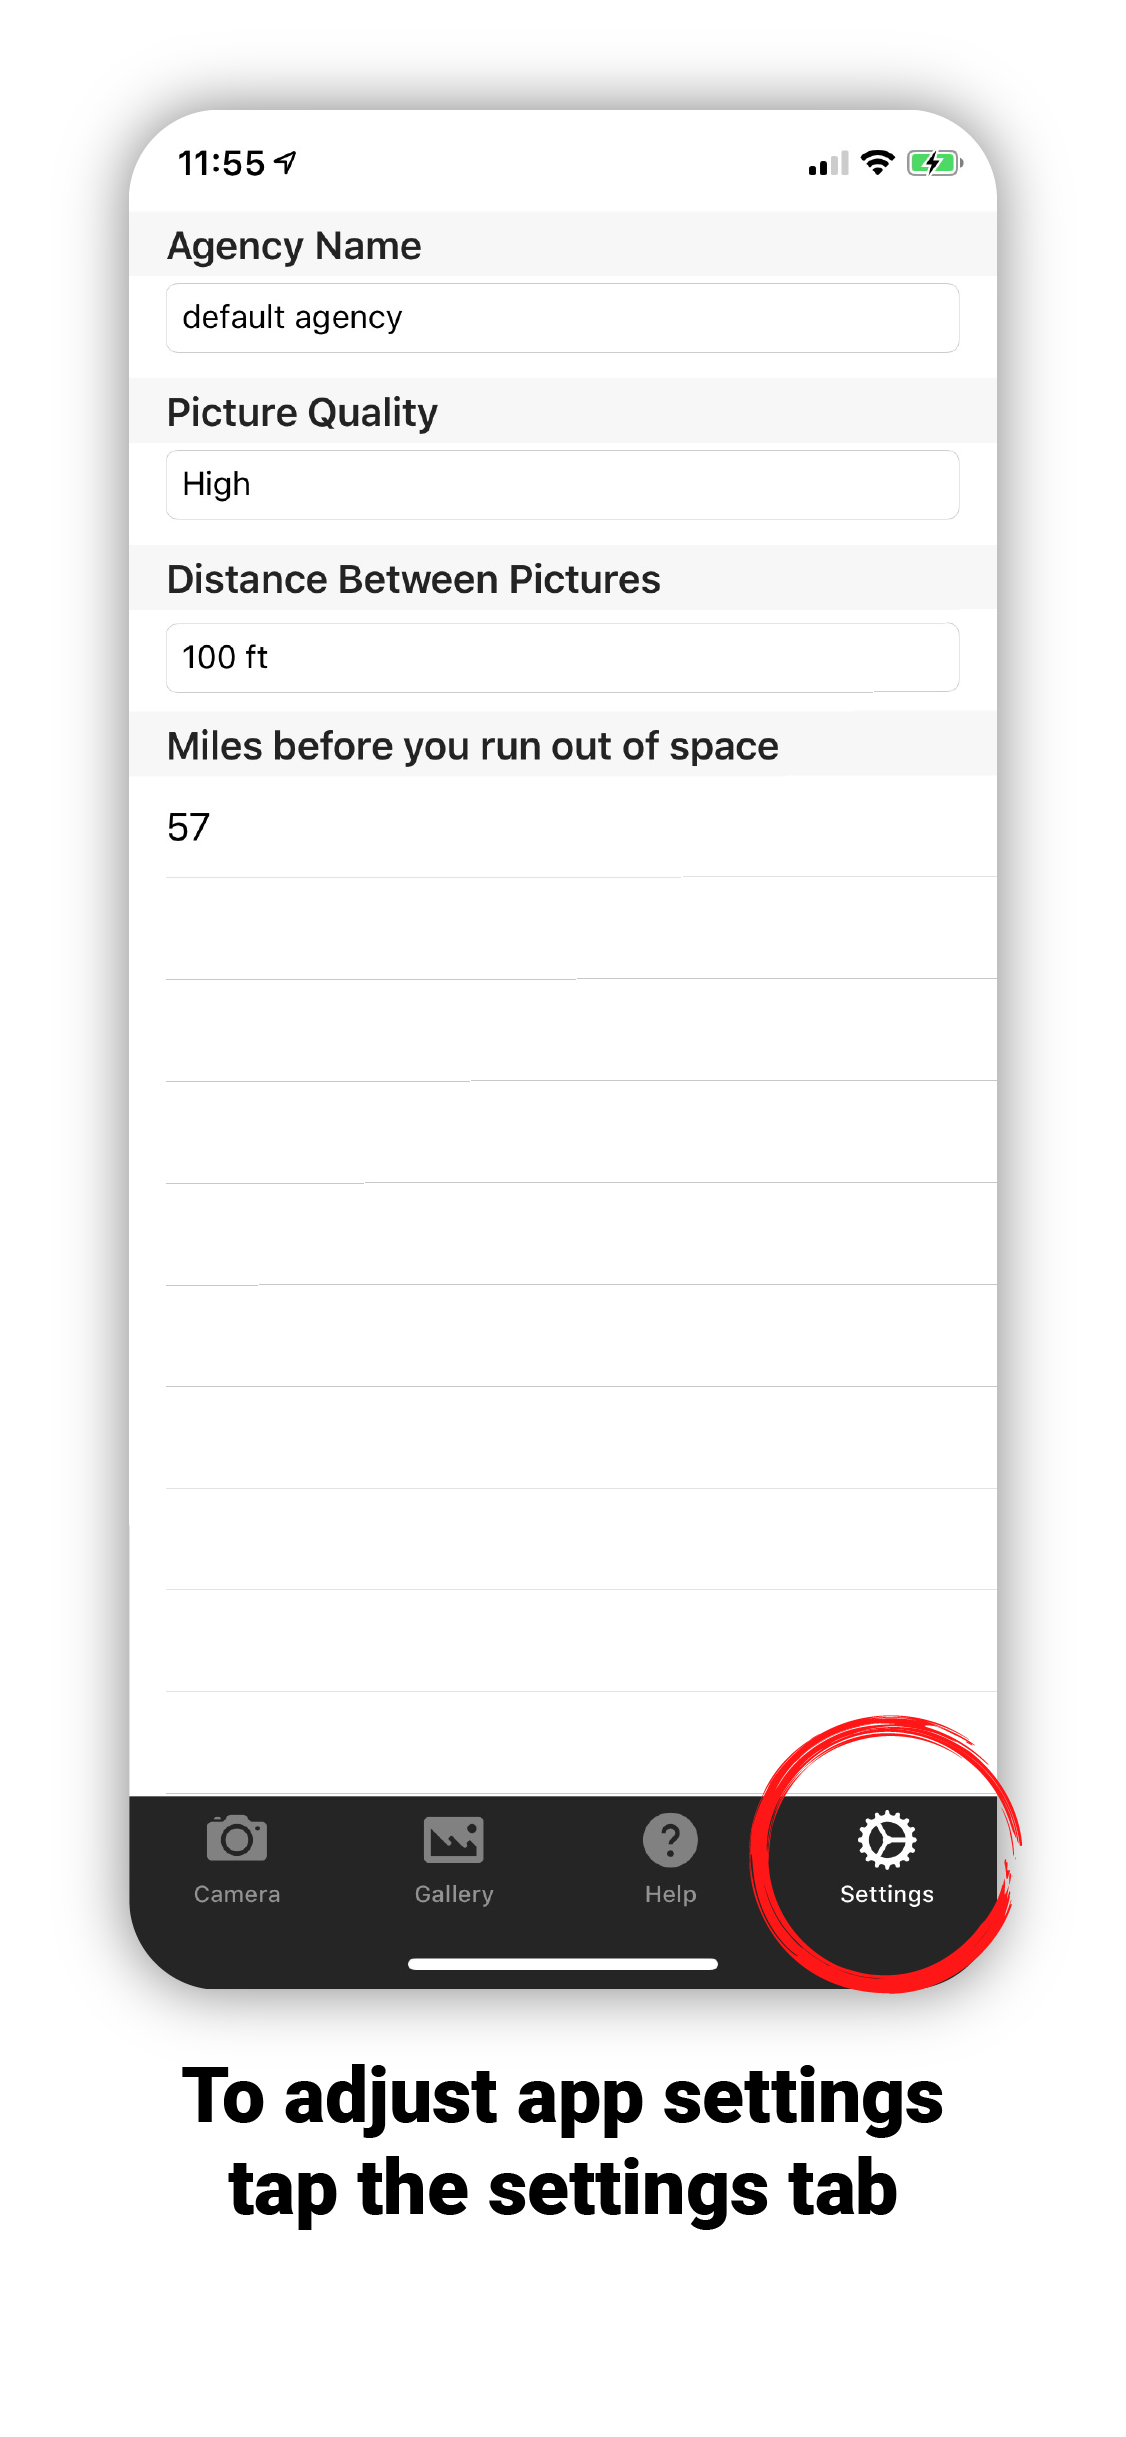 11:55
Agency Name
default agency
Picture Quality
High
Distance Between Pictures
100 ft
Miles before you run out of space
57
Camera
Gallery
Help
Settings
To adjust app settings
tap the settings tab